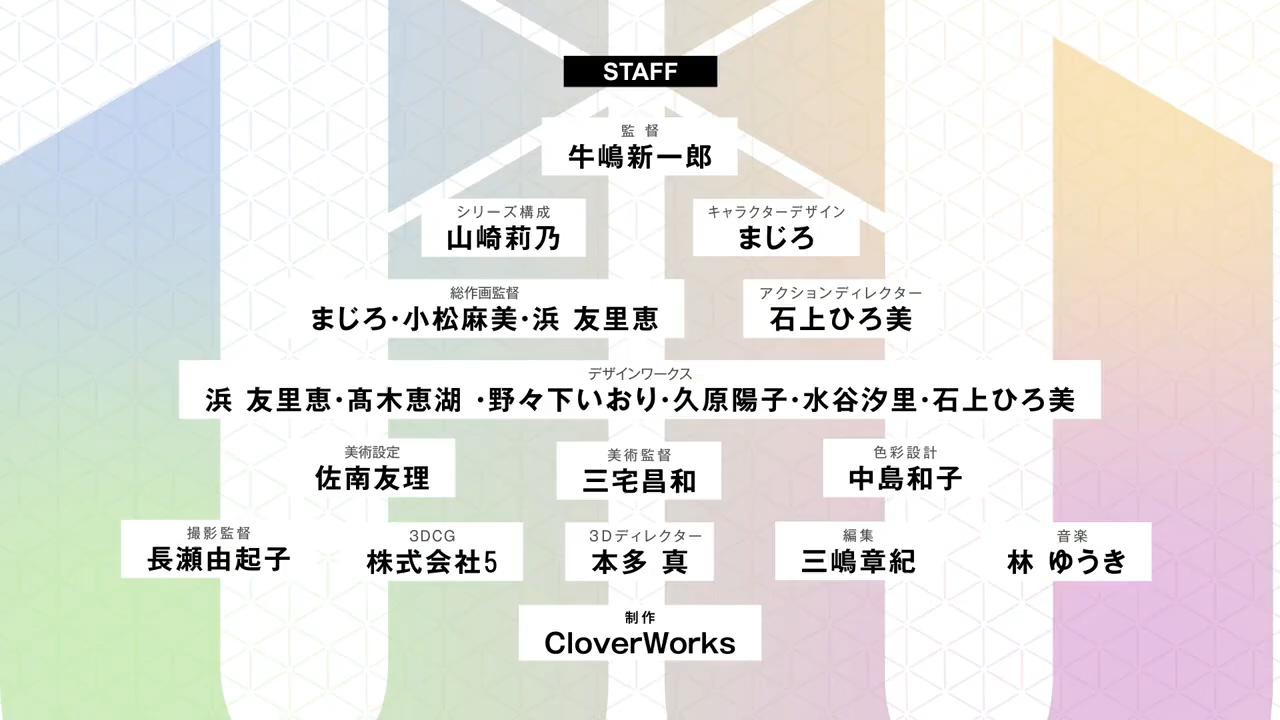 STAFF
監督
牛嶋新一郎
シリーズ構成
山崎莉乃
キャラクターデザイン
まじろ
総作画監督
まじろ・小松麻美・浜 友里恵
アクションディレクター
石上ひろ美
デザインワークス
浜 友里恵・髙木恵湖 ・野々下いおり・久原陽子・水谷汐里・石上ひろ美
美術設定
佐南友理
美術監督
三宅昌和
色彩設計
中島和子
撮影監督
長瀬由起子
3DCG
株式会社5
3Dディレクター
本多 真
編集
三嶋章紀
音楽
林 ゆうき
制作
CloverWorks